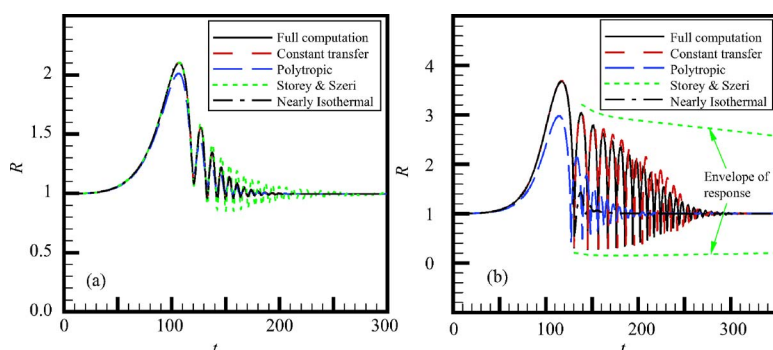 (a)
Full computation
Constant transfer
Polytropic
Storey & Szeri
Nearly Isothermal
R
2
1.5
1
0.5
0.0
0
100
200
300
t
(b)
Full computation
Constant transfer
Polytropic
Storey & Szeri
Nearly Isothermal
Envelope of
response
R
4
3
2
1
0
0
100
200
300
t